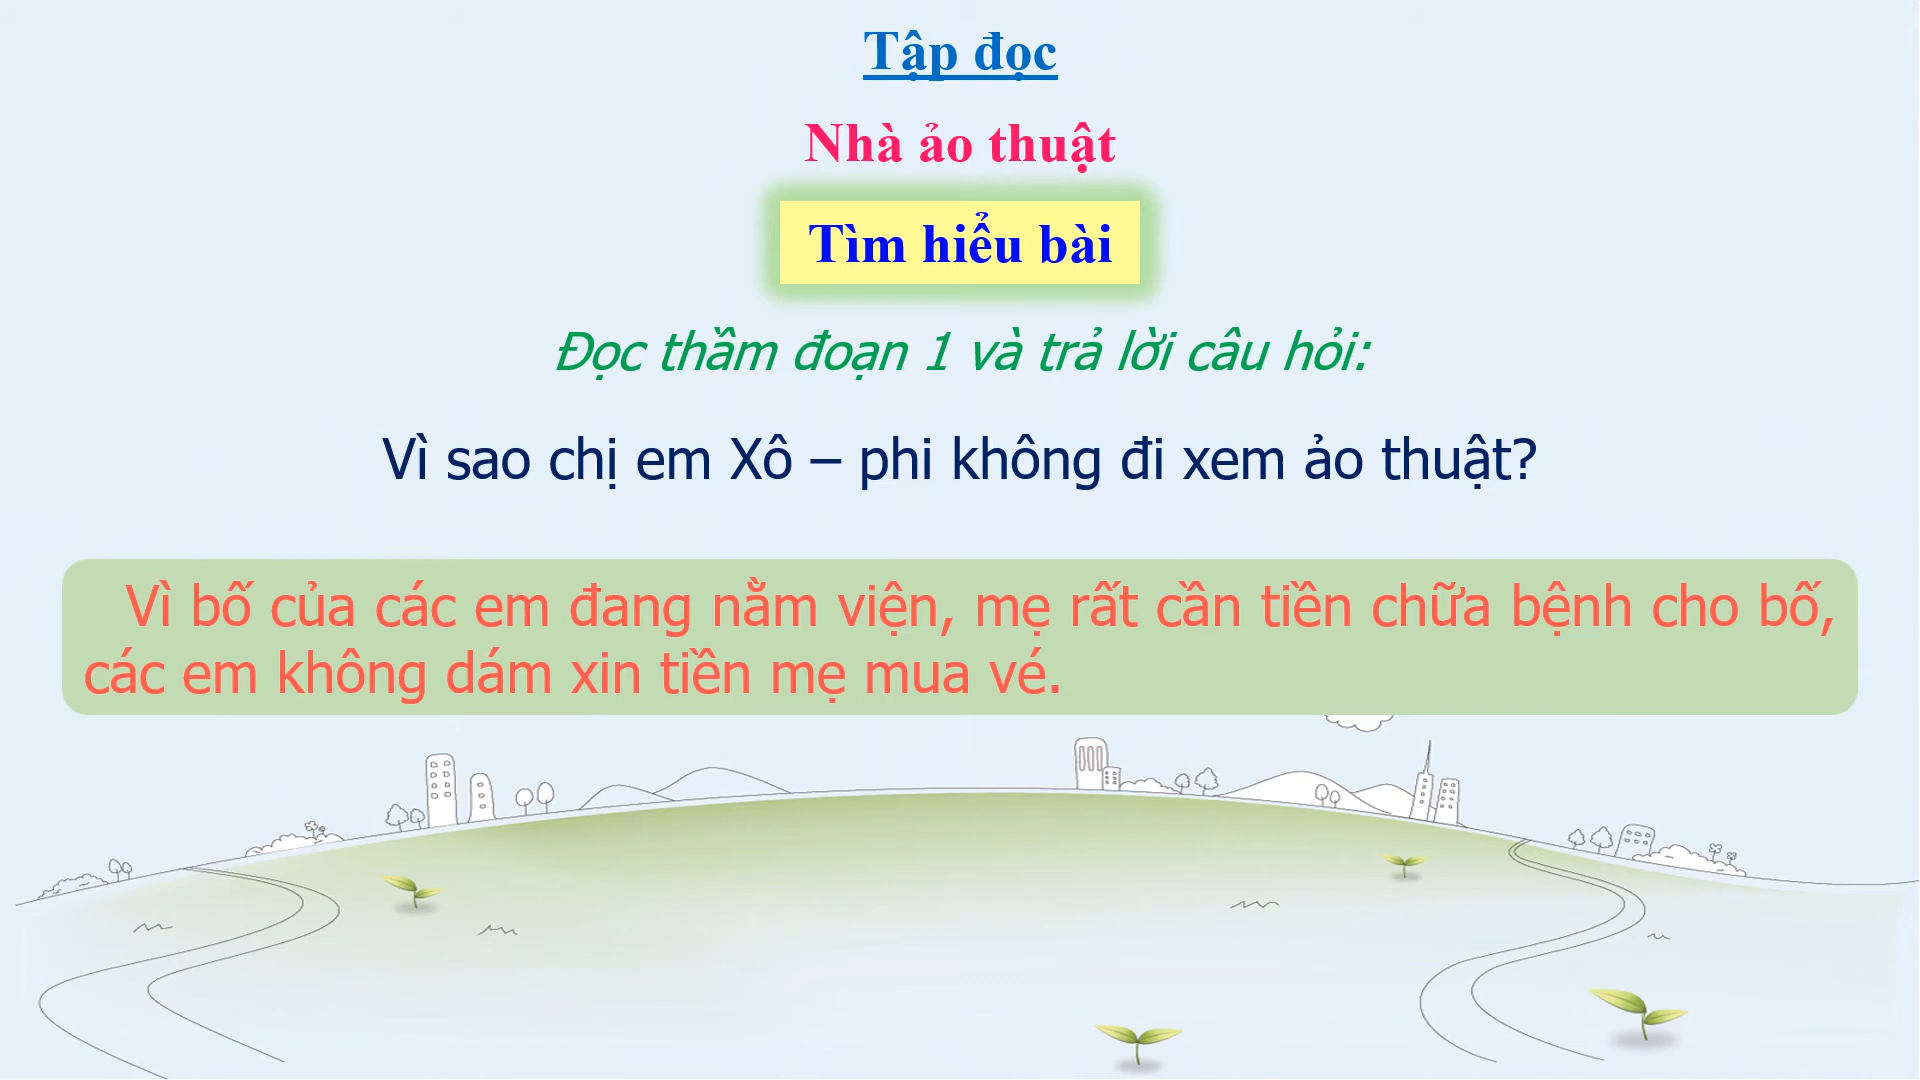 Tập đọc
Nhà ảo thuật
Tìm hiểu bài
Đọc thầm đoạn 1 và trả lời câu hỏi:
Vì sao chị em Xô – phi không đi xem ảo thuật?
Vì bố của các em đang nằm viện, mẹ rất cần tiền chữa bệnh cho bố,
các em không dám xin tiền mẹ mua vé.